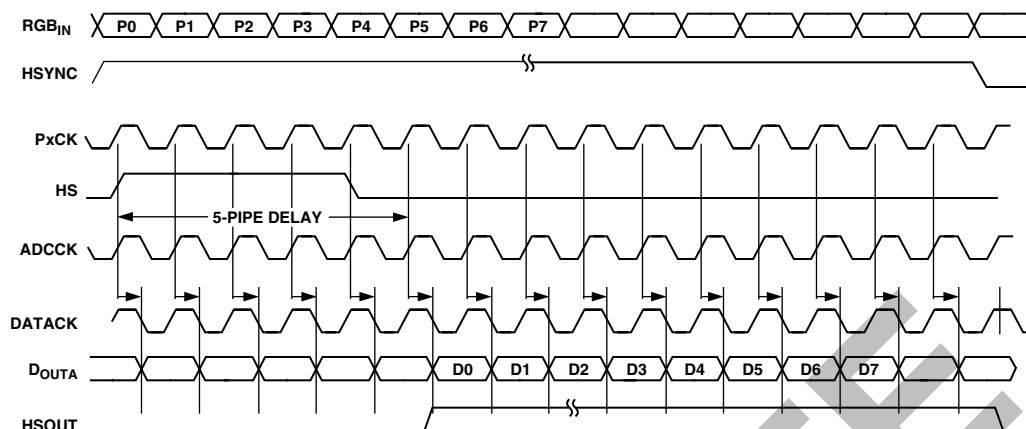 RGBIN P0 P1 P2 P3 P4 P5 P6 P7
HSYNC
PxCK
HS
5-PIPE DELAY
ADCCK
DATACK
DOUTA D0 D1 D2 D3 D4 D5 D6 D7
HSOUT